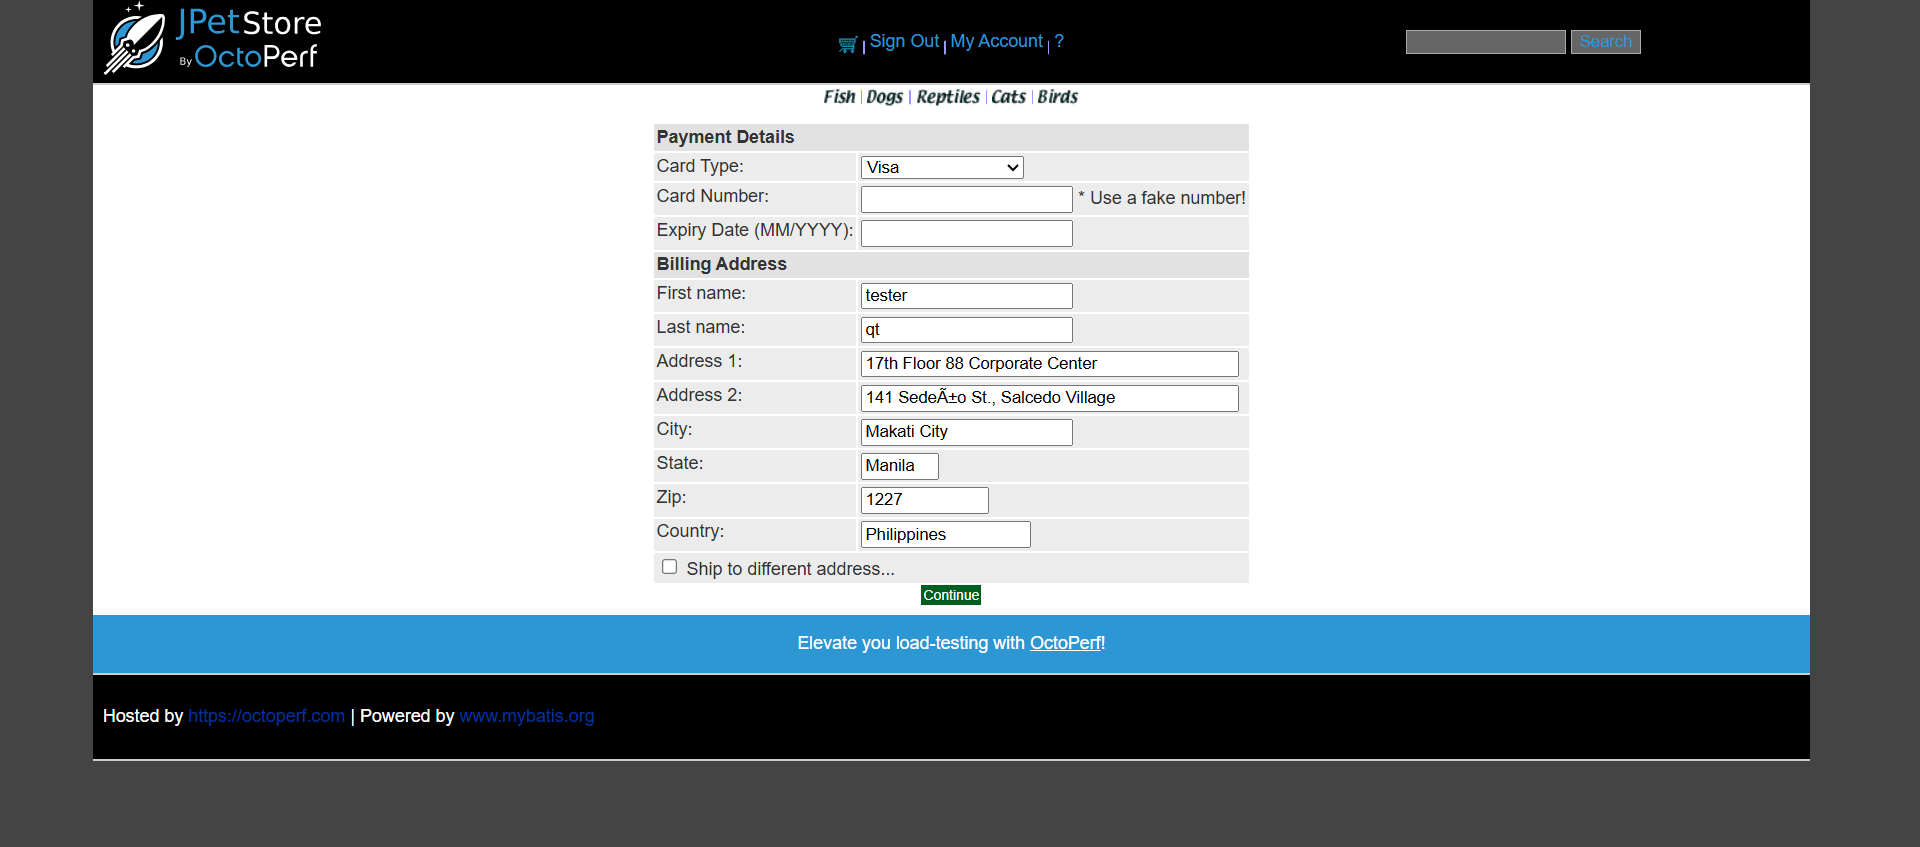 JPetStore
By OctoPerf
Sign Out | My Account | ?
Search
Fish | Dogs | Reptiles | Cats | Birds
Payment Details
Card Type: Visa
Card Number: * Use a fake number!
Expiry Date (MM/YYYY):
Billing Address
First name: tester
Last name: qt
Address 1: 17th Floor 88 Corporate Center
Address 2: 141 SedeÃ±o St., Salcedo Village
City: Makati City
State: Manila
Zip: 1227
Country: Philippines
Ship to different address...
Continue
Elevate you load-testing with OctoPerf!
Hosted by https://octoperf.com | Powered by www.mybatis.org